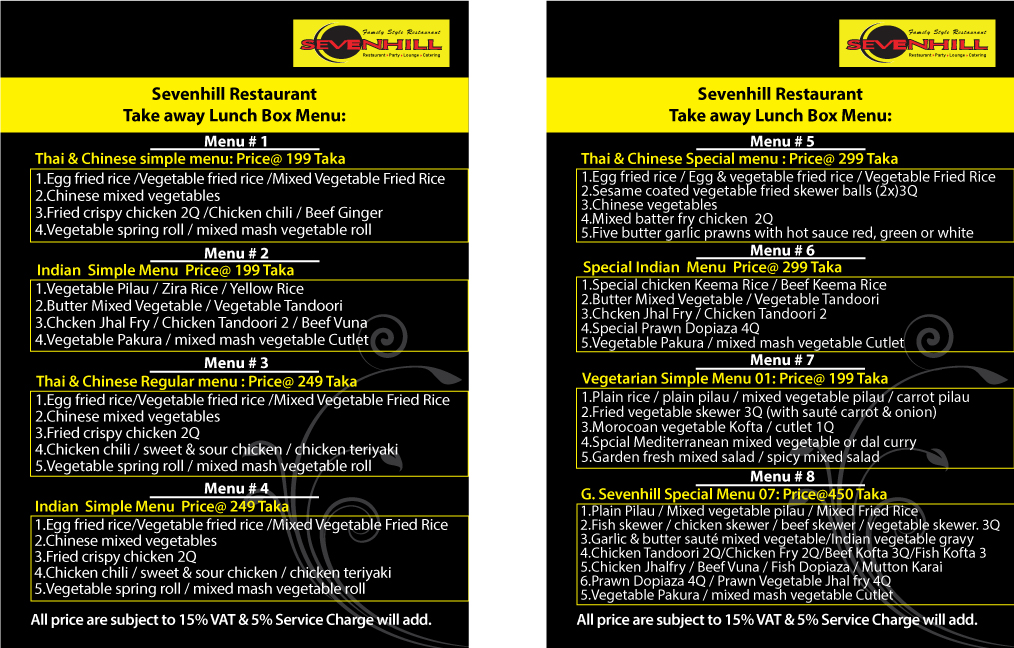 Family Style Restaurant
SEVENHILL
Restaurant • Party • Lounge • Catering
Sevenhill Restaurant
Take away Lunch Box Menu:
Menu # 1
Thai & Chinese simple menu: Price@ 199 Taka
1.Egg fried rice /Vegetable fried rice /Mixed Vegetable Fried Rice
2.Chinese mixed vegetables
3.Fried crispy chicken 2Q /Chicken chili / Beef Ginger
4.Vegetable spring roll / mixed mash vegetable roll
Menu # 2
Indian Simple Menu Price@ 199 Taka
1.Vegetable Pilau / Zira Rice / Yellow Rice
2.Butter Mixed Vegetable / Vegetable Tandoori
3.Chcken Jhal Fry / Chicken Tandoori 2 / Beef Vuna
4.Vegetable Pakura / mixed mash vegetable Cutlet
Menu # 3
Thai & Chinese Regular menu : Price@ 249 Taka
1.Egg fried rice/Vegetable fried rice /Mixed Vegetable Fried Rice
2.Chinese mixed vegetables
3.Fried crispy chicken 2Q
4.Chicken chili / sweet & sour chicken / chicken teriyaki
5.Vegetable spring roll / mixed mash vegetable roll
Menu # 4
Indian Simple Menu Price@ 249 Taka
1.Egg fried rice/Vegetable fried rice /Mixed Vegetable Fried Rice
2.Chinese mixed vegetables
3.Fried crispy chicken 2Q
4.Chicken chili / sweet & sour chicken / chicken teriyaki
5.Vegetable spring roll / mixed mash vegetable roll
All price are subject to 15% VAT & 5% Service Charge will add.
Family Style Restaurant
SEVENHILL
Restaurant • Party • Lounge • Catering
Sevenhill Restaurant
Take away Lunch Box Menu:
Menu # 5
Thai & Chinese Special menu : Price@ 299 Taka
1.Egg fried rice / Egg & vegetable fried rice / Vegetable Fried Rice
2.Sesame coated vegetable fried skewer balls (2x)3Q
3.Chinese vegetables
4.Mixed batter fry chicken 2Q
5.Five butter garlic prawns with hot sauce red, green or white
Menu # 6
Special Indian Menu Price@ 299 Taka
1.Special chicken Keema Rice / Beef Keema Rice
2.Butter Mixed Vegetable / Vegetable Tandoori
3.Chcken Jhal Fry / Chicken Tandoori 2
4.Special Prawn Dopiaza 4Q
5.Vegetable Pakura / mixed mash vegetable Cutlet
Menu # 7
Vegetarian Simple Menu 01: Price@ 199 Taka
1.Plain rice / plain pilau / mixed vegetable pilau / carrot pilau
2.Fried vegetable skewer 3Q (with sauté carrot & onion)
3.Morocoan vegetable Kofta / cutlet 1Q
4.Spcial Mediterranean mixed vegetable or dal curry
5.Garden fresh mixed salad / spicy mixed salad
Menu # 8
G. Sevenhill Special Menu 07: Price@450 Taka
1.Plain Pilau / Mixed vegetable pilau / Mixed Fried Rice
2.Fish skewer / chicken skewer / beef skewer / vegetable skewer. 3Q
3.Garlic & butter sauté mixed vegetable/Indian vegetable gravy
4.Chicken Tandoori 2Q/Chicken Fry 2Q/Beef Kofta 3Q/Fish Kofta 3
5.Chicken Jhalfry / Beef Vuna / Fish Dopiaza / Mutton Karai
6.Prawn Dopiaza 4Q / Prawn Vegetable Jhal fry 4Q
5.Vegetable Pakura / mixed mash vegetable Cutlet
All price are subject to 15% VAT & 5% Service Charge will add.